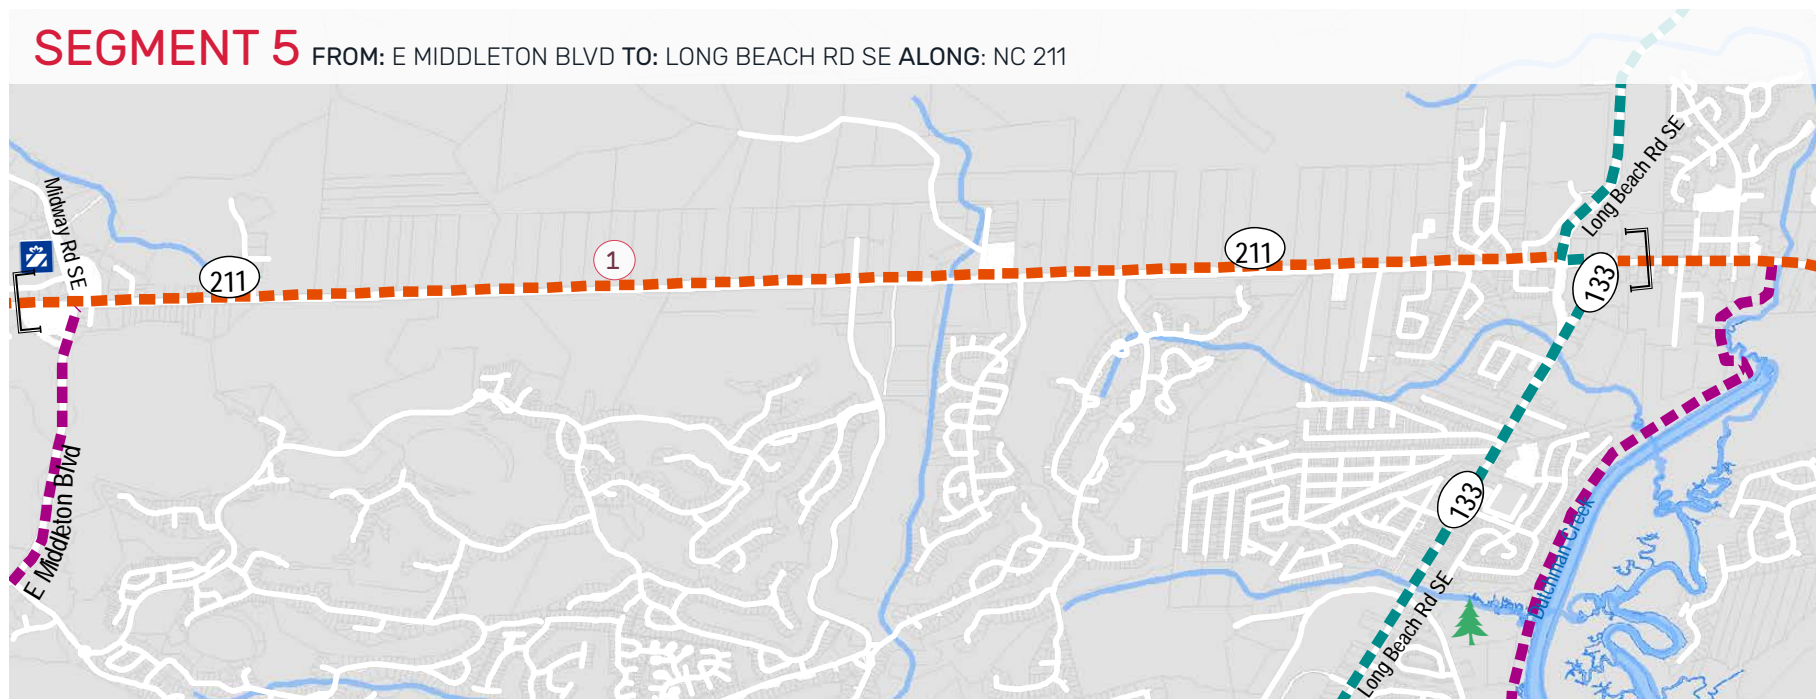 SEGMENT 5 FROM: E MIDDLETON BLVD TO: LONG BEACH RD SE ALONG: NC 211
Long Beach Rd SE
Midway Rd SE
211
1
211
133
E Middleton Blvd
133
Dutchman Creek
Long Beach Rd SE